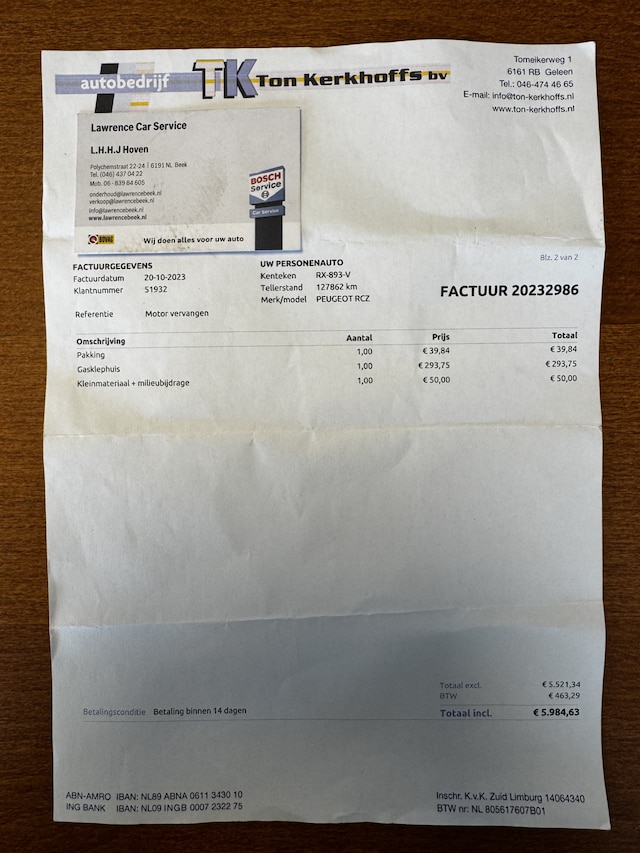 autobedrijf TK Ton Kerkhoffs bv
Tomeikerweg 1
6161 RB Geleen
Tel.: 046-474 46 65
E-mail: info@ton-kerkhoffs.nl
www.ton-kerkhoffs.nl
Lawrence Car Service
L.H.H.J Hoven
Polychemstraat 22-24 | 6191 NL Beek
Tel. (046) 437 04 22
Mob. 06 - 839 84 605
onderhoud@lawrencebeek.nl
verkoop@lawrencebeek.nl
info@lawrencebeek.nl
www.lawrencebeek.nl
BOSCH
Service
Car Service
BOVAG
Wij doen alles voor uw auto
Blz. 2 van 2
FACTUURGEGEVENS
Factuurdatum 20-10-2023
Klantnummer 51932
Referentie Motor vervangen
UW PERSONENAUTO
Kenteken RX-893-V
Tellerstand 127862 km
Merk/model PEUGEOT RCZ
FACTUUR 20232986
Omschrijving Aantal Prijs Totaal
Pakking 1,00 € 39,84 € 39,84
Gasklephuis 1,00 € 293,75 € 293,75
Kleinmateriaal + milieubijdrage 1,00 € 50,00 € 50,00
Totaal excl. € 5.521,34
BTW € 463,29
Betalingsconditie Betaling binnen 14 dagen
Totaal incl. € 5.984,63
ABN-AMRO IBAN: NL89 ABNA 0611 3430 10
ING BANK IBAN: NL09 INGB 0007 2322 75
Inschr. K.v.K. Zuid Limburg 14064340
BTW nr: NL 805617607B01